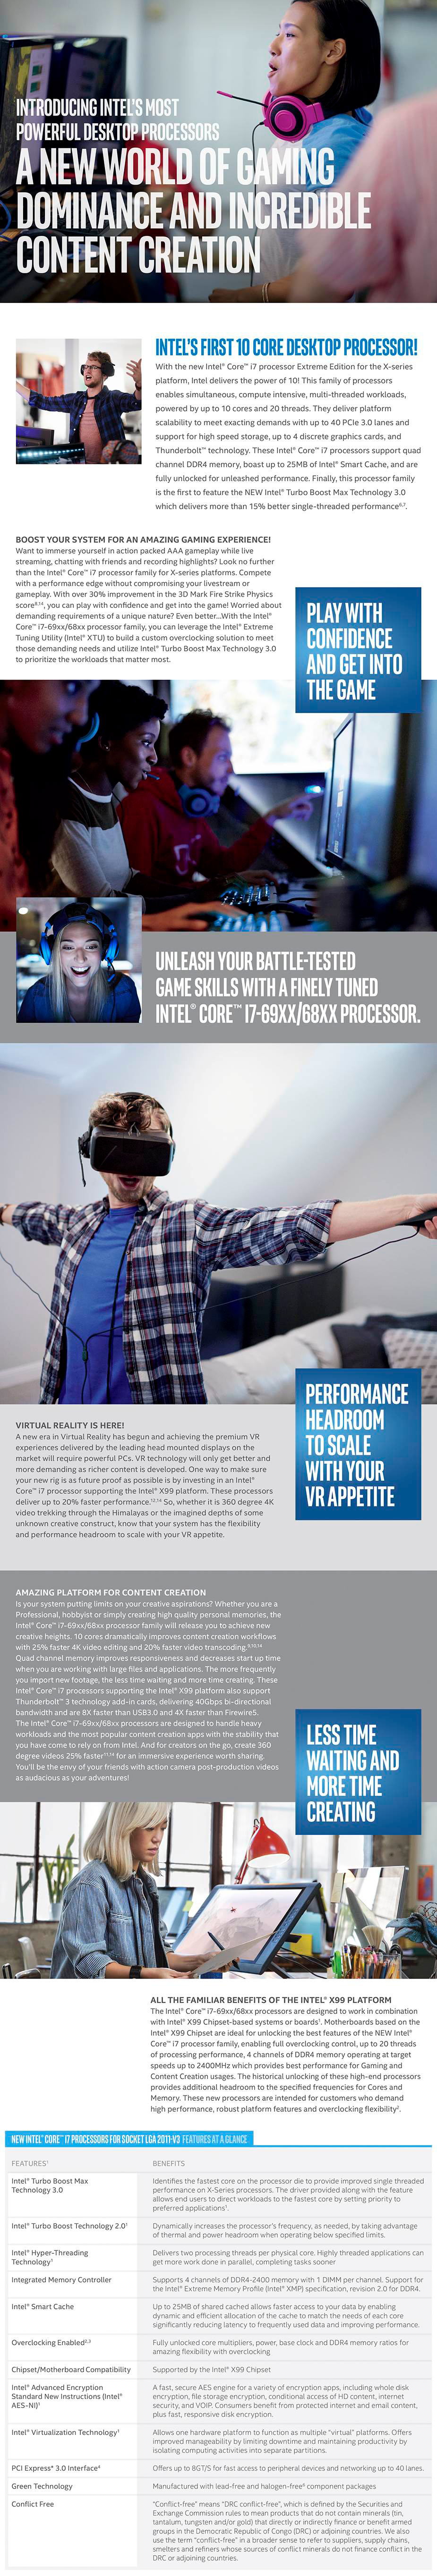 INTRODUCING INTEL'S MOST
POWERFUL DESKTOP PROCESSORS
A NEW WORLD OF GAMING
DOMINANCE AND INCREDIBLE
CONTENT CREATION
INTEL'S FIRST 10 CORE DESKTOP PROCESSOR!
With the new Intel® Core™ i7 processor Extreme Edition for the X-series
platform, Intel delivers the power of 10! This family of processors
enables simultaneous, compute intensive, multi-threaded workloads,
powered by up to 10 cores and 20 threads. They deliver platform
scalability to meet exacting demands with up to 40 PCIe 3.0 lanes and
support for high speed storage, up to 4 discrete graphics cards, and
Thunderbolt™ technology. These Intel® Core™ i7 processors support quad
channel DDR4 memory, boast up to 25MB of Intel® Smart Cache, and are
fully unlocked for unleashed performance. Finally, this processor family
is the first to feature the NEW Intel® Turbo Boost Max Technology 3.0
which delivers more than 15% better single-threaded performance⁶,⁷.
BOOST YOUR SYSTEM FOR AN AMAZING GAMING EXPERIENCE!
Want to immerse yourself in action packed AAA gameplay while live
streaming, chatting with friends and recording highlights? Look no further
than the Intel® Core™ i7 processor family for X-series platforms. Compete
with a performance edge without compromising your livestream or
gameplay. With over 30% improvement in the 3D Mark Fire Strike Physics
score⁸,¹⁴, you can play with confidence and get into the game! Worried about
demanding requirements of a unique nature? Even better...With the Intel®
Core™ i7-69xx/68xx processor family, you can leverage the Intel® Extreme
Tuning Utility (Intel® XTU) to build a custom overclocking solution to meet
those demanding needs and utilize Intel® Turbo Boost Max Technology 3.0
to prioritize the workloads that matter most.
PLAY WITH
CONFIDENCE
AND GET INTO
THE GAME
UNLEASH YOUR BATTLE-TESTED
GAME SKILLS WITH A FINELY TUNED
INTEL® CORE™ I7-69XX/68XX PROCESSOR.
PERFORMANCE
HEADROOM
TO SCALE
WITH YOUR
VR APPETITE
VIRTUAL REALITY IS HERE!
A new era in Virtual Reality has begun and achieving the premium VR
experiences delivered by the leading head mounted displays on the
market will require powerful PCs. VR technology will only get better and
more demanding as richer content is developed. One way to make sure
your new rig is as future proof as possible is by investing in an Intel®
Core™ i7 processor supporting the Intel® X99 platform. These processors
deliver up to 20% faster performance.¹²,¹⁴ So, whether it is 360 degree 4K
video trekking through the Himalayas or the imagined depths of some
unknown creative construct, know that your system has the flexibility
and performance headroom to scale with your VR appetite.
AMAZING PLATFORM FOR CONTENT CREATION
Is your system putting limits on your creative aspirations? Whether you are a
Professional, hobbyist or simply creating high quality personal memories, the
Intel® Core™ i7-69xx/68xx processor family will release you to achieve new
creative heights. 10 cores dramatically improves content creation workflows
with 25% faster 4K video editing and 20% faster video transcoding.⁹,¹⁰,¹⁴
Quad channel memory improves responsiveness and decreases start up time
when you are working with large files and applications. The more frequently
you import new footage, the less time waiting and more time creating. These
Intel® Core™ i7 processors supporting the Intel® X99 platform also support
Thunderbolt™ 3 technology add-in cards, delivering 40Gbps bi-directional
bandwidth and are 8X faster than USB3.0 and 4X faster than Firewire5.
The Intel® Core™ i7-69xx/68xx processors are designed to handle heavy
workloads and the most popular content creation apps with the stability that
you have come to rely on from Intel. And for creators on the go, create 360
degree videos 25% faster¹¹,¹⁴ for an immersive experience worth sharing.
You'll be the envy of your friends with action camera post-production videos
as audacious as your adventures!
LESS TIME
WAITING AND
MORE TIME
CREATING
ALL THE FAMILIAR BENEFITS OF THE INTEL® X99 PLATFORM
The Intel® Core™ i7-69xx/68xx processors are designed to work in combination
with Intel® X99 Chipset-based systems or boards¹. Motherboards based on the
Intel® X99 Chipset are ideal for unlocking the best features of the NEW Intel®
Core™ i7 processor family, enabling full overclocking control, up to 20 threads
of processing performance, 4 channels of DDR4 memory operating at target
speeds up to 2400MHz which provides best performance for Gaming and
Content Creation usages. The historical unlocking of these high-end processors
provides additional headroom to the specified frequencies for Cores and
Memory. These new processors are intended for customers who demand
high performance, robust platform features and overclocking flexibility².
NEW INTEL® CORE™ I7 PROCESSORS FOR SOCKET LGA 2011-V3 FEATURES AT A GLANCE
FEATURES¹ BENEFITS
Intel® Turbo Boost Max
Technology 3.0
Identifies the fastest core on the processor die to provide improved single threaded
performance on X-Series processors. The driver provided along with the feature
allows end users to direct workloads to the fastest core by setting priority to
preferred applications¹.
Intel® Turbo Boost Technology 2.0¹
Dynamically increases the processor's frequency, as needed, by taking advantage
of thermal and power headroom when operating below specified limits.
Intel® Hyper-Threading
Technology¹
Delivers two processing threads per physical core. Highly threaded applications can
get more work done in parallel, completing tasks sooner
Integrated Memory Controller
Supports 4 channels of DDR4-2400 memory with 1 DIMM per channel. Support for
the Intel® Extreme Memory Profile (Intel® XMP) specification, revision 2.0 for DDR4.
Intel® Smart Cache
Up to 25MB of shared cached allows faster access to your data by enabling
dynamic and efficient allocation of the cache to match the needs of each core
significantly reducing latency to frequently used data and improving performance.
Overclocking Enabled²,³
Fully unlocked core multipliers, power, base clock and DDR4 memory ratios for
amazing flexibility with overclocking
Chipset/Motherboard Compatibility
Supported by the Intel® X99 Chipset
Intel® Advanced Encryption
Standard New Instructions (Intel®
AES-NI)¹
A fast, secure AES engine for a variety of encryption apps, including whole disk
encryption, file storage encryption, conditional access of HD content, internet
security, and VOIP. Consumers benefit from protected internet and email content,
plus fast, responsive disk encryption.
Intel® Virtualization Technology¹
Allows one hardware platform to function as multiple "virtual" platforms. Offers
improved manageability by limiting downtime and maintaining productivity by
isolating computing activities into separate partitions.
PCI Express* 3.0 Interface⁴
Offers up to 8GT/S for fast access to peripheral devices and networking up to 40 lanes.
Green Technology
Manufactured with lead-free and halogen-free⁵ component packages
Conflict Free
"Conflict-free" means "DRC conflict-free", which is defined by the Securities and
Exchange Commission rules to mean products that do not contain minerals (tin,
tantalum, tungsten and/or gold) that directly or indirectly finance or benefit armed
groups in the Democratic Republic of Congo (DRC) or adjoining countries. We also
use the term "conflict-free" in a broader sense to refer to suppliers, supply chains,
smelters and refiners whose sources of conflict minerals do not finance conflict in the
DRC or adjoining countries.